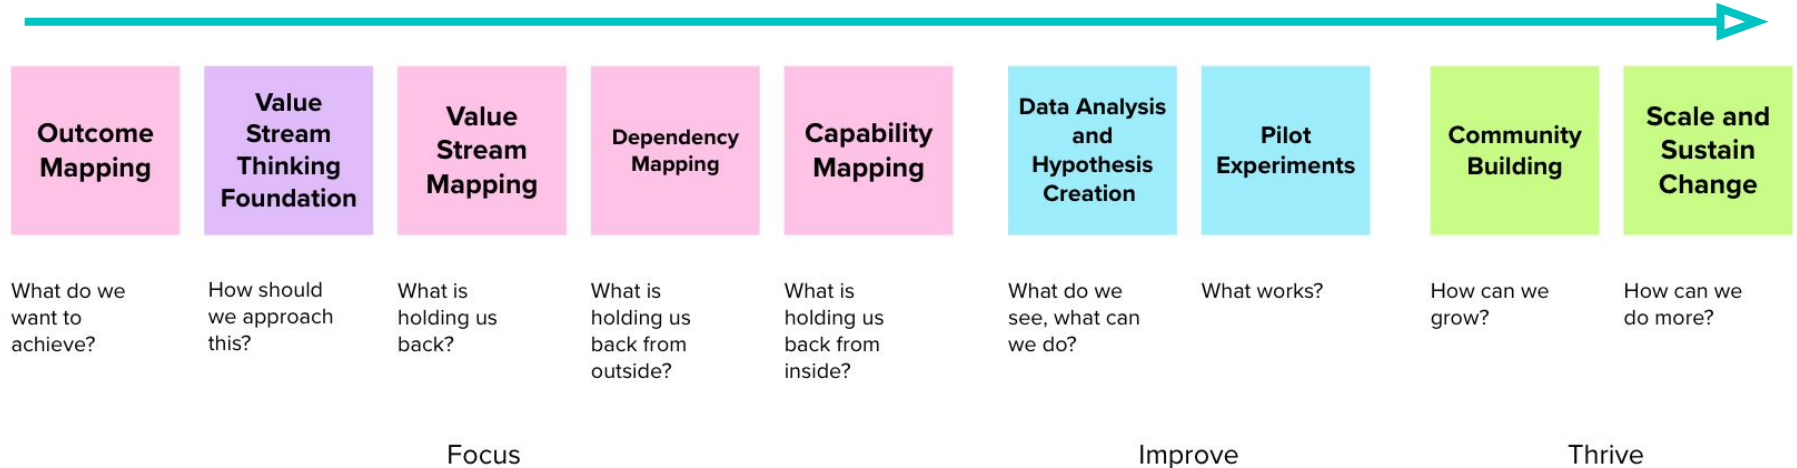 Outcome
Mapping
Value
Stream
Thinking
Foundation
Value
Stream
Mapping
Dependency
Mapping
Capability
Mapping
Data Analysis
and
Hypothesis
Creation
Pilot
Experiments
Community
Building
Scale and
Sustain
Change
What do we
want to
achieve?
How should
we approach
this?
What is
holding us
back?
What is
holding us
back from
outside?
What is
holding us
back from
inside?
What do we
see, what can
we do?
What works?
How can we
grow?
How can we
do more?
Focus
Improve
Thrive